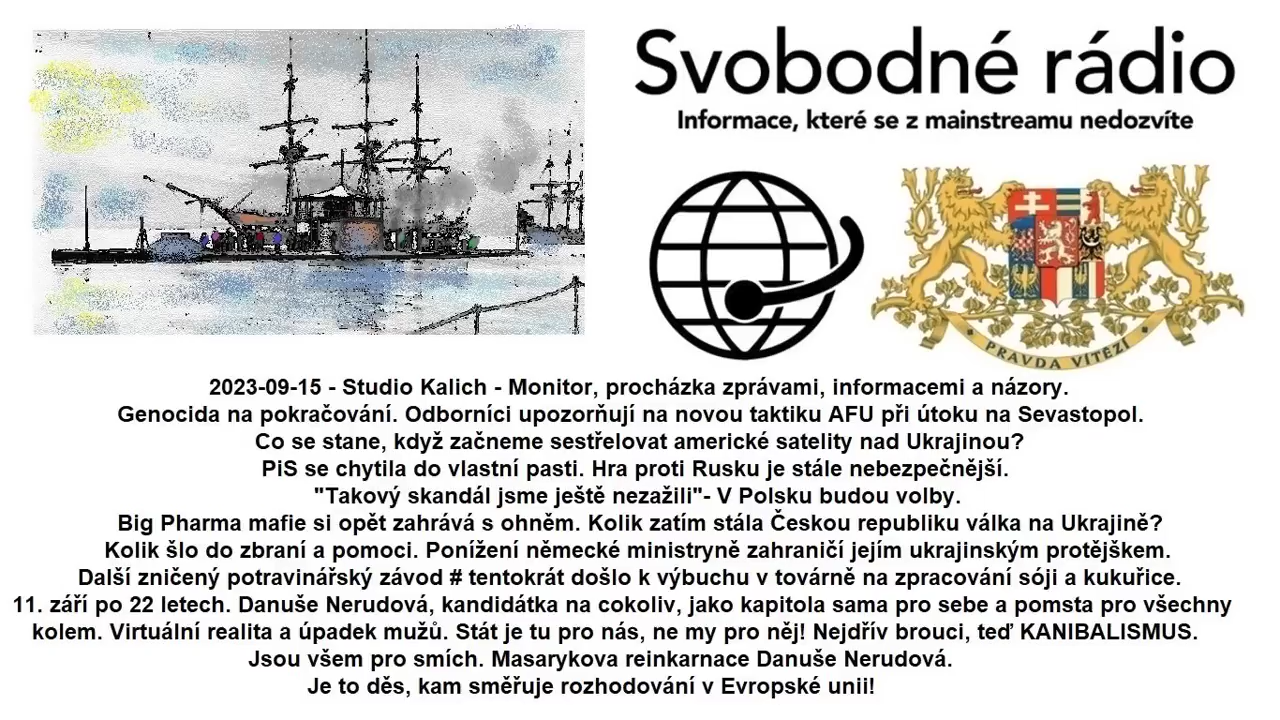 Svobodné rádio
Informace, které se z mainstreamu nedozvíte
PRAVDA VÍTĚZÍ
2023-09-15 - Studio Kalich - Monitor, procházka zprávami, informacemi a názory.
Genocida na pokračování. Odborníci upozorňují na novou taktiku AFU při útoku na Sevastopol.
Co se stane, když začneme sestřelovat americké satelity nad Ukrajinou?
PiS se chytila do vlastní pasti. Hra proti Rusku je stále nebezpečnější.
"Takový skandál jsme ještě nezažili"- V Polsku budou volby.
Big Pharma mafie si opět zahrává s ohněm. Kolik zatím stála Českou republiku válka na Ukrajině?
Kolik šlo do zbraní a pomoci. Ponížení německé ministryně zahraničí jejím ukrajinským protějškem.
Další zničený potravinářský závod # tentokrát došlo k výbuchu v továrně na zpracování sóji a kukuřice.
11. září po 22 letech. Danuše Nerudová, kandidátka na cokoliv, jako kapitola sama pro sebe a pomsta pro všechny
kolem. Virtuální realita a úpadek mužů. Stát je tu pro nás, ne my pro něj! Nejdřív brouci, teď KANIBALISMUS.
Jsou všem pro smích. Masarykova reinkarnace Danuše Nerudová.
Je to děs, kam směřuje rozhodování v Evropské unii!